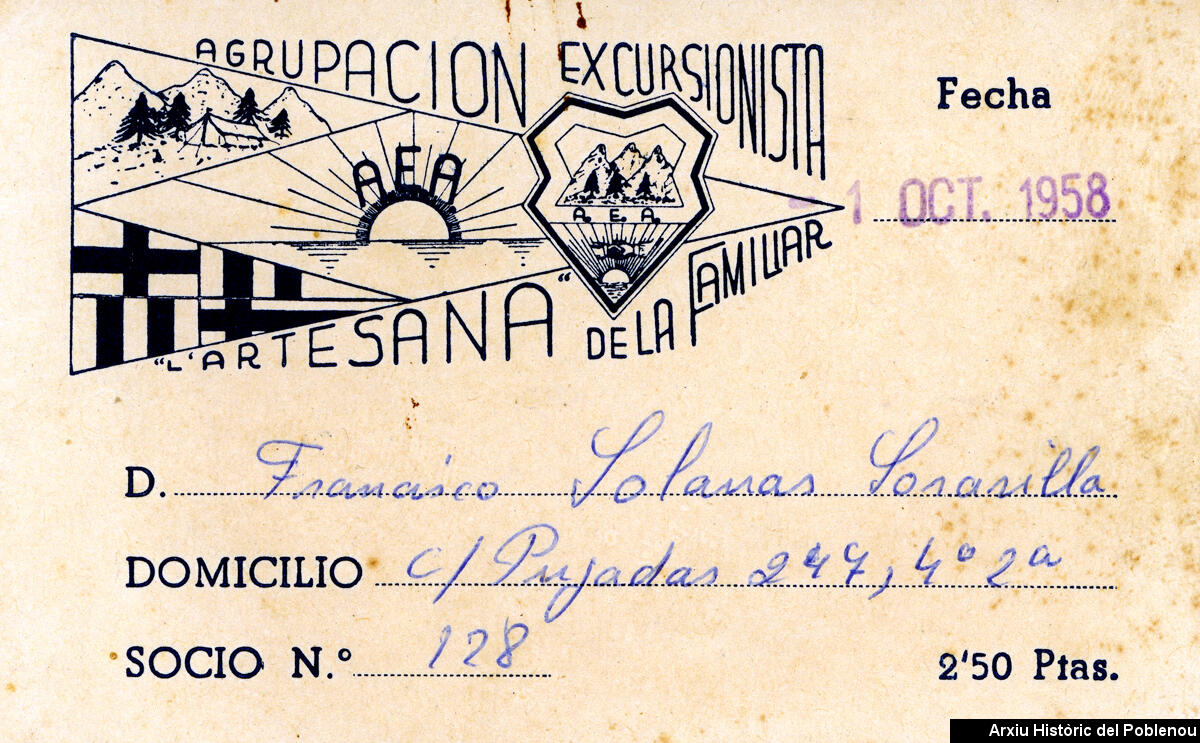 AGRUPACION EXCURSIONISTA
AEA
A. E. A.
"L'ARTESANA" DE LA FAMILIAR
Fecha
- 1 OCT. 1958
D. Francisco Solanas Sorasilla
DOMICILIO c/ Pujadas 247, 4º 2ª
SOCIO N.º 128
2'50 Ptas.
Arxiu Històric del Poblenou